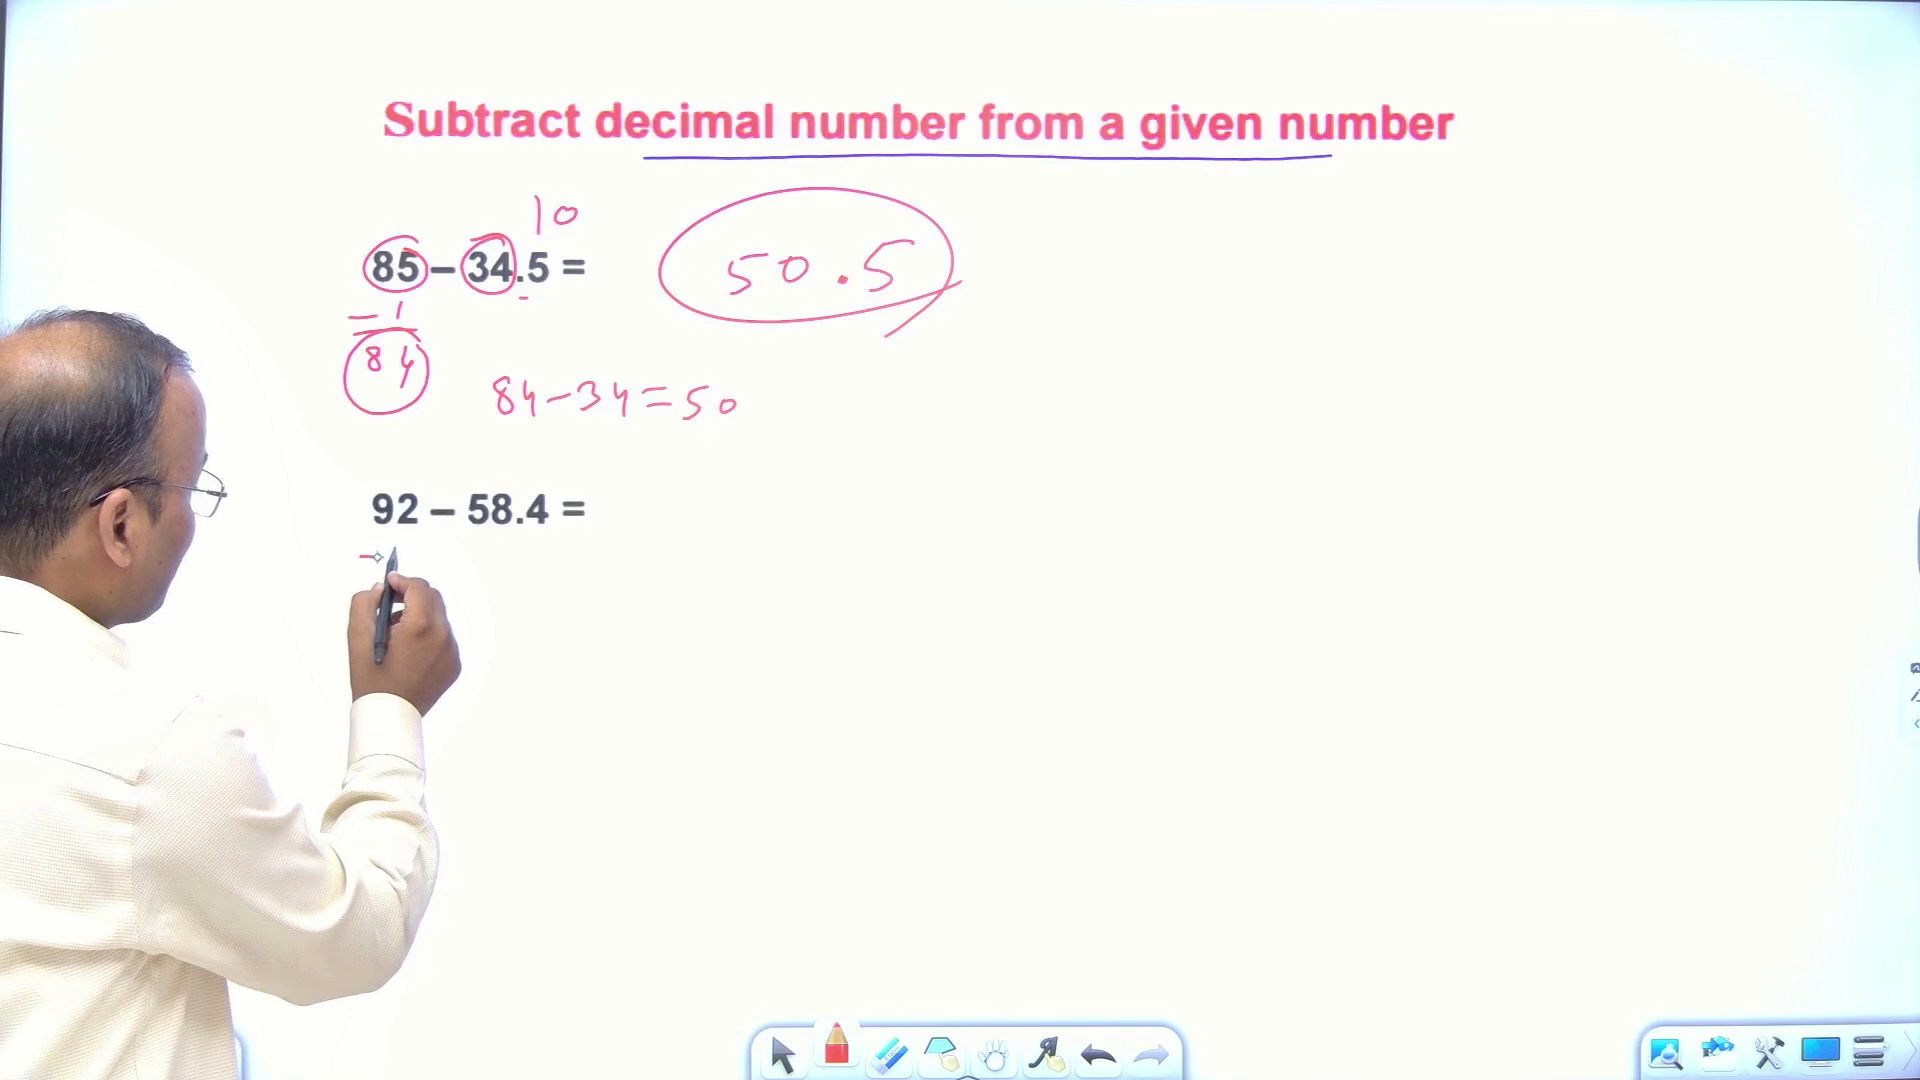 Subtract decimal number from a given number
10
85 – 34.5 = 50.5
– 1
84
84 – 34 = 50
92 – 58.4 =
–